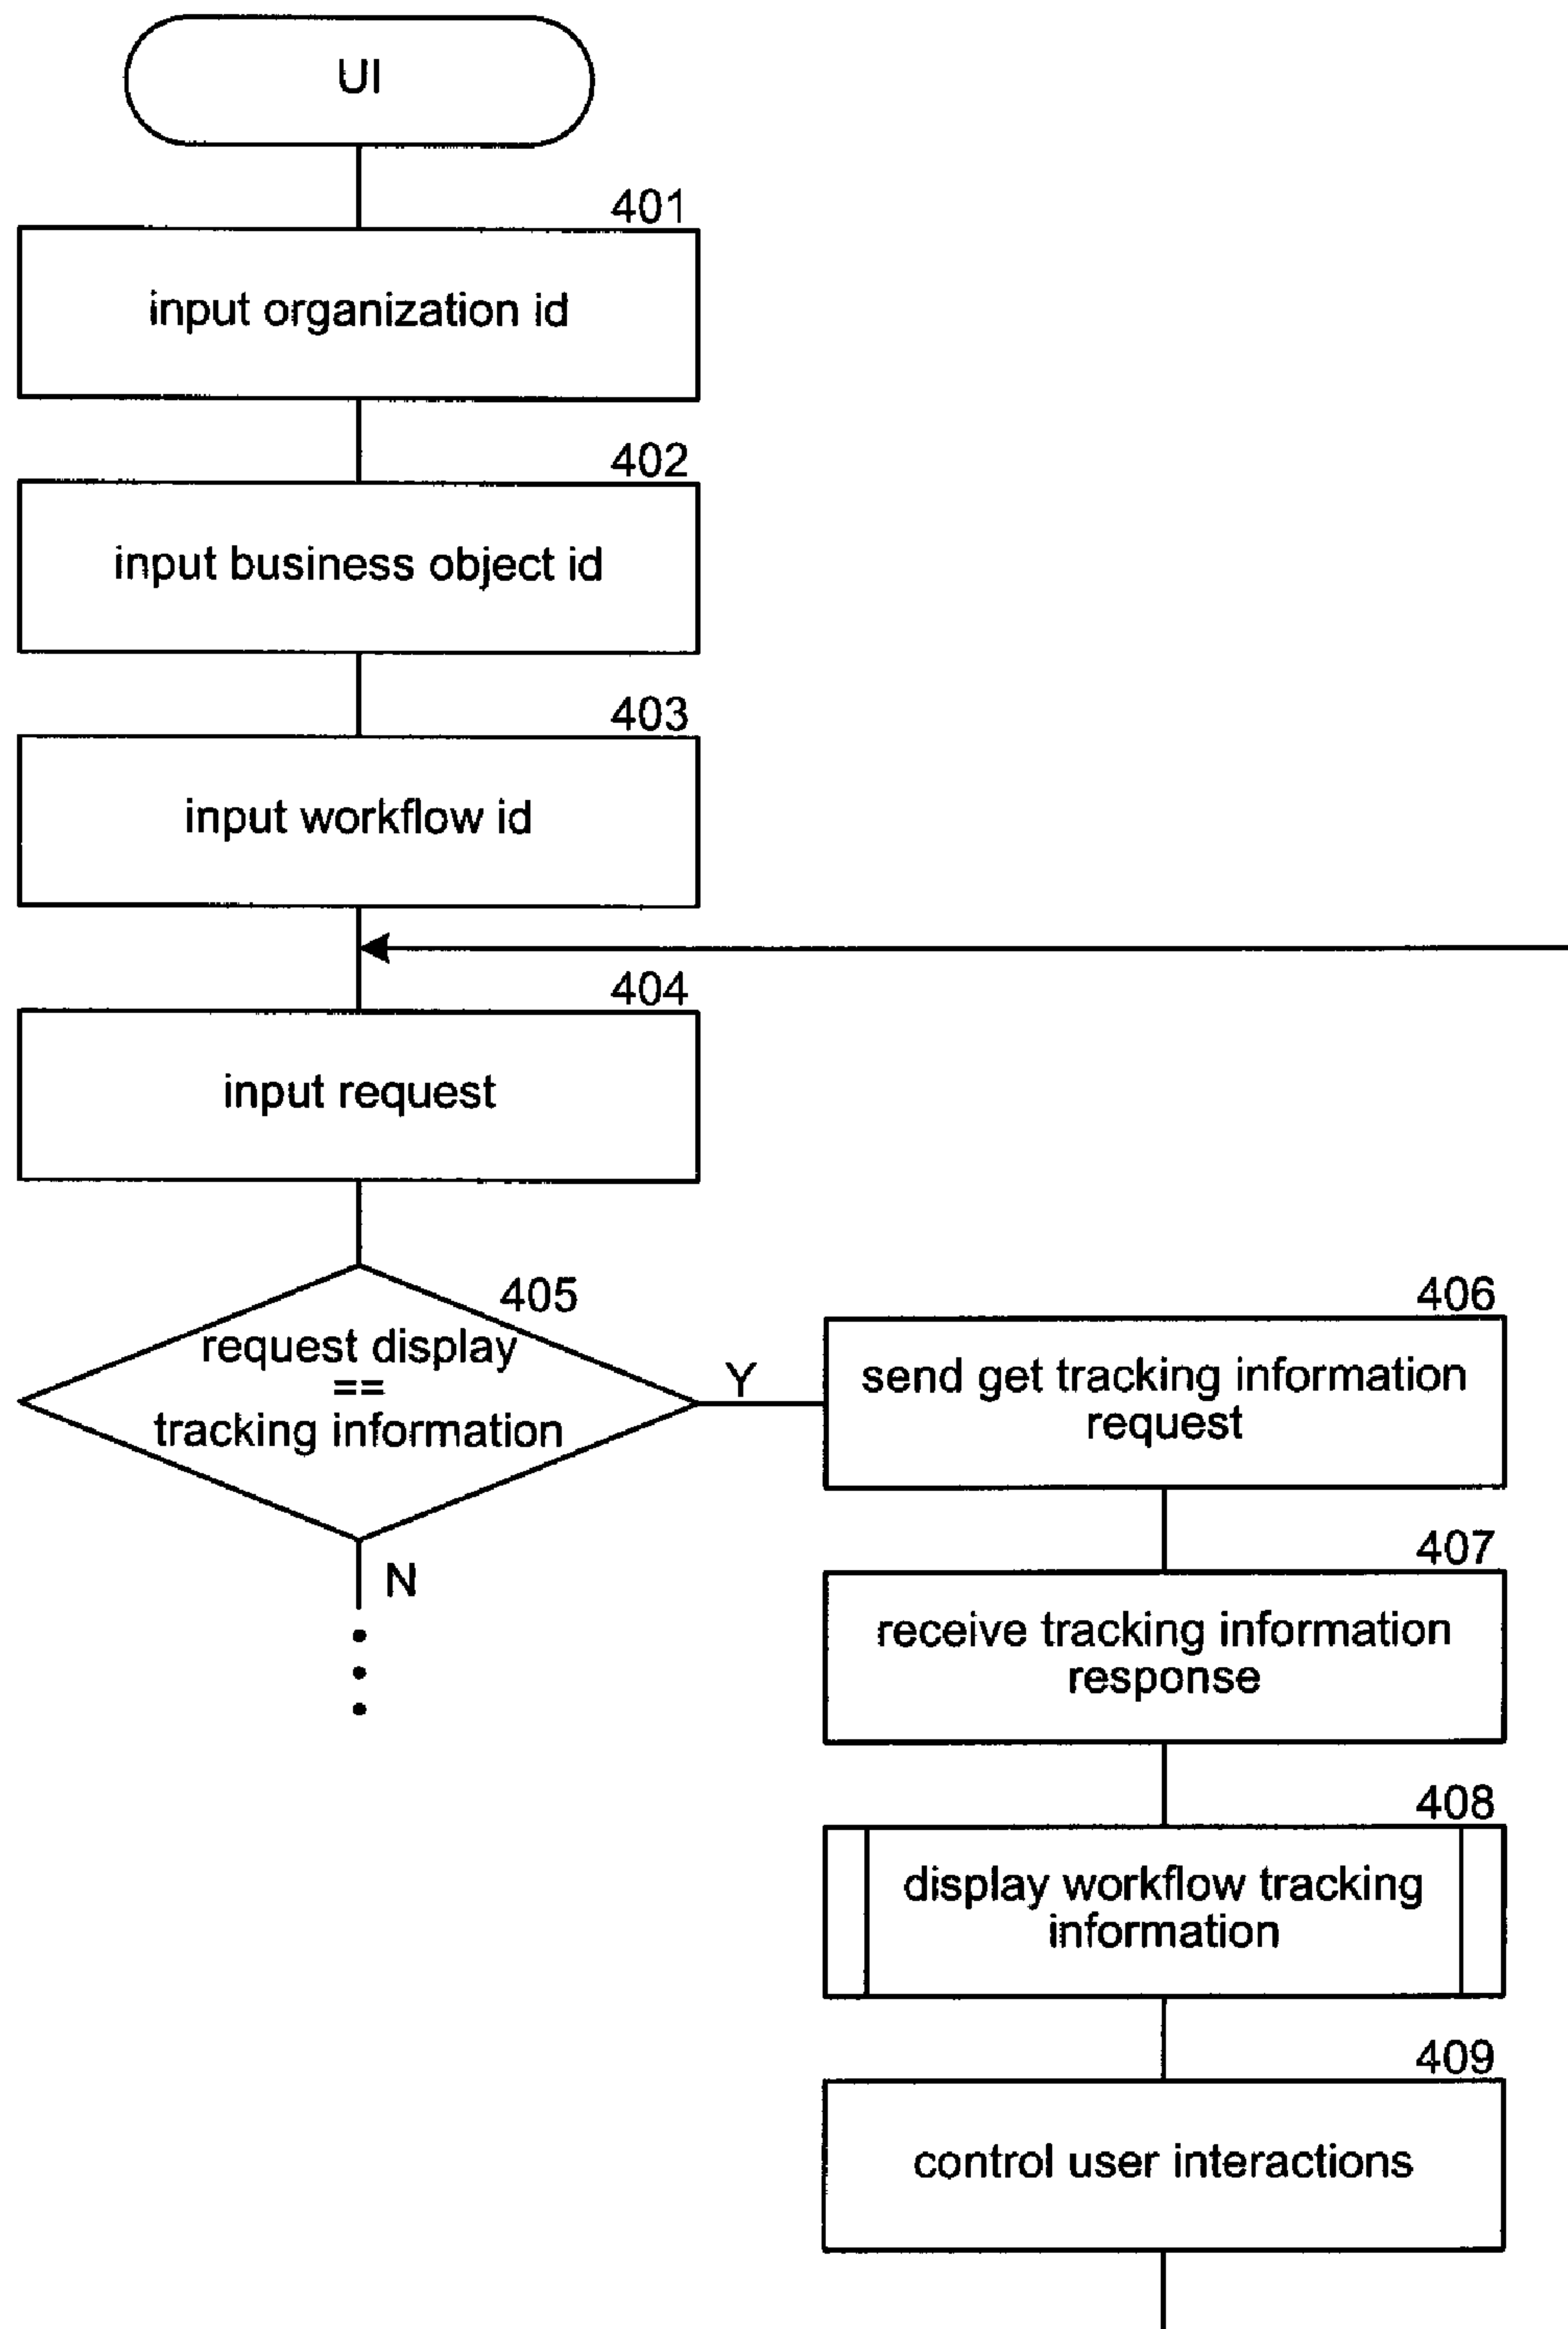 UI
401
input organization id
402
input business object id
403
input workflow id
404
input request
405
request display
==
tracking information
Y
N
406
send get tracking information
request
407
receive tracking information
response
408
display workflow tracking
information
409
control user interactions